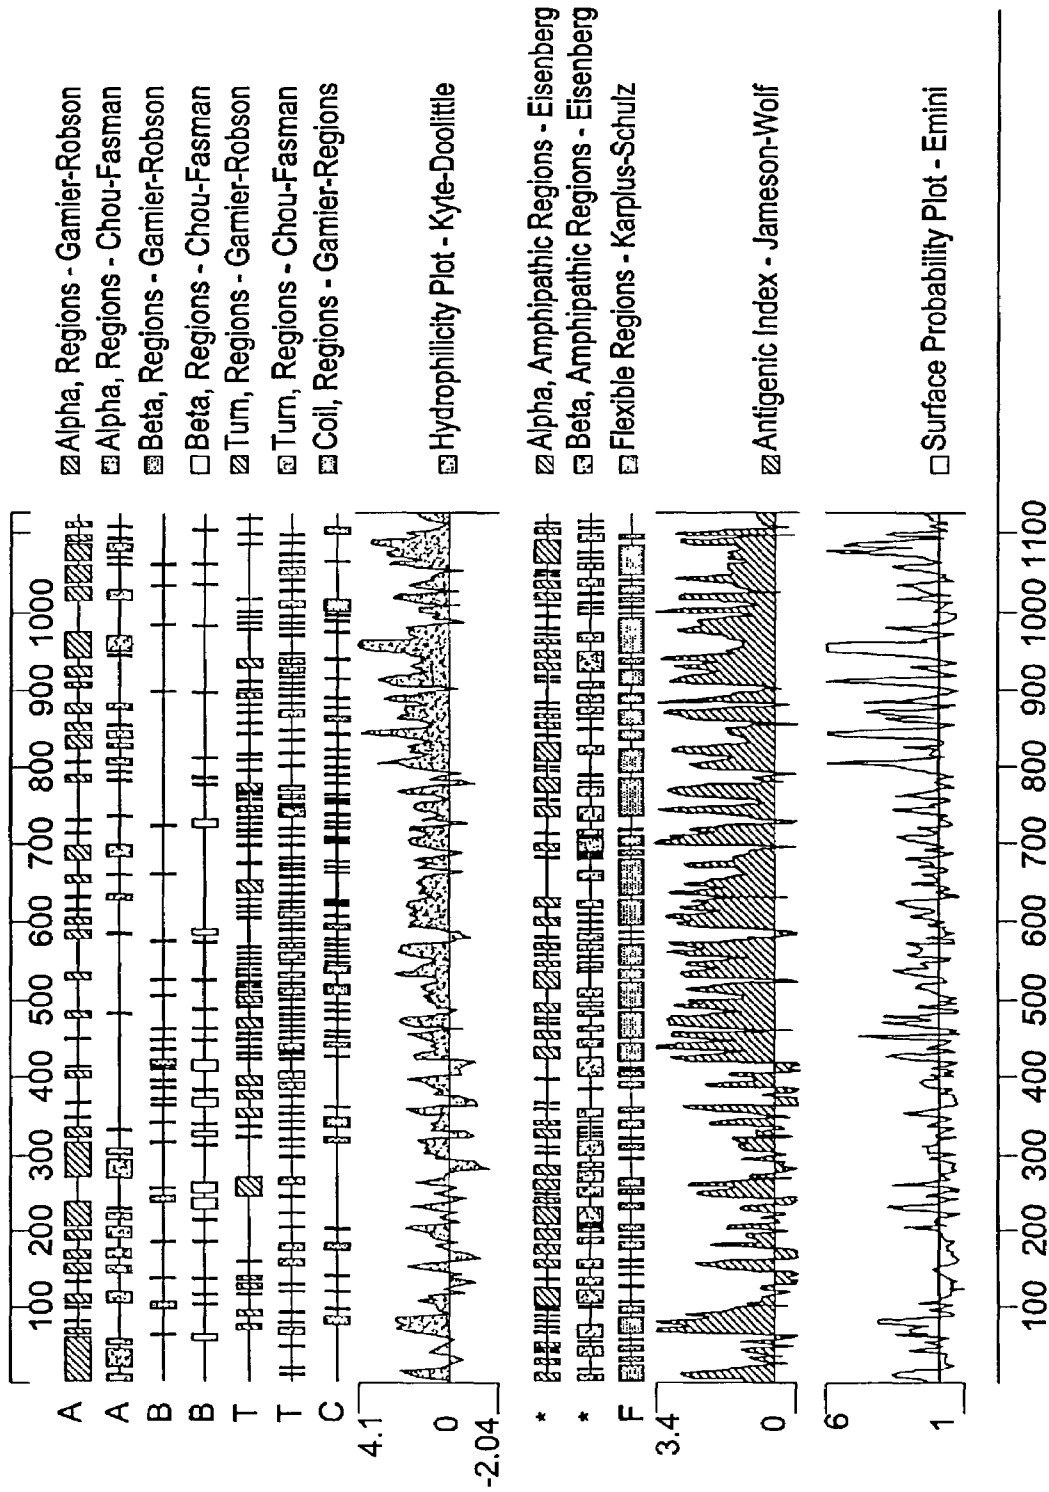 100 200 300 400 500 600 700 800 900 1000
A Alpha, Regions - Garnier-Robson
A Alpha, Regions - Chou-Fasman
B Beta, Regions - Garnier-Robson
B Beta, Regions - Chou-Fasman
T Turn, Regions - Garnier-Robson
T Turn, Regions - Chou-Fasman
C Coil, Regions - Garnier-Regions
4.1
0 Hydrophilicity Plot - Kyte-Doolittle
-2.04
* Alpha, Amphipathic Regions - Eisenberg
* Beta, Amphipathic Regions - Eisenberg
F Flexible Regions - Karplus-Schulz
3.4
0 Antigenic Index - Jameson-Wolf
6
1 Surface Probability Plot - Emini
100 200 300 400 500 600 700 800 900 1000 1100